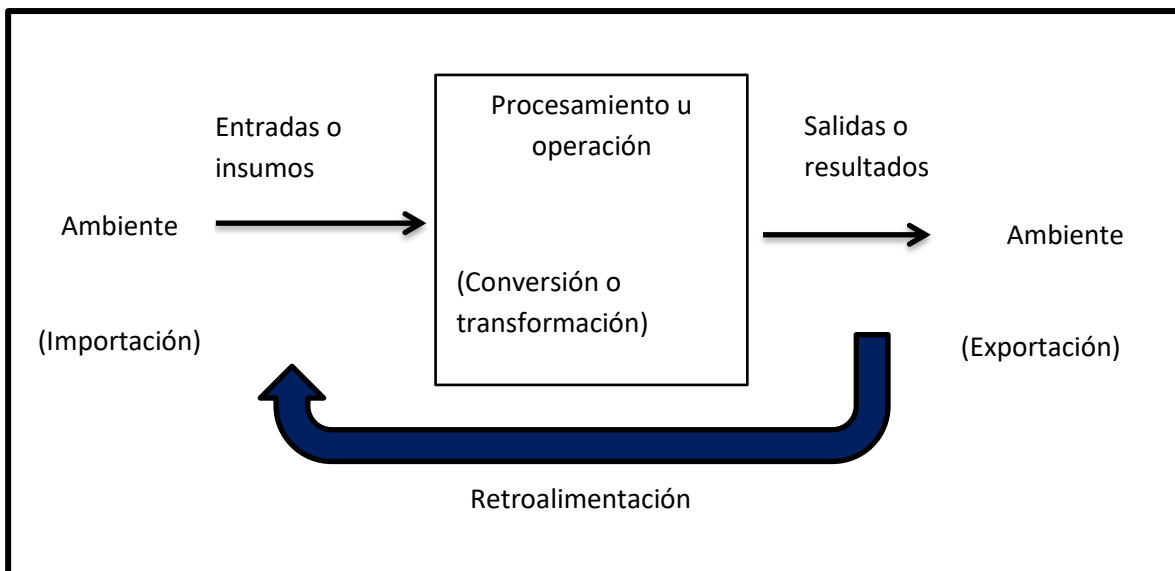 Procesamiento u
operación
Entradas o
insumos
Salidas o
resultados
Ambiente
Ambiente
(Conversión o
transformación)
(Importación)
(Exportación)
Retroalimentación